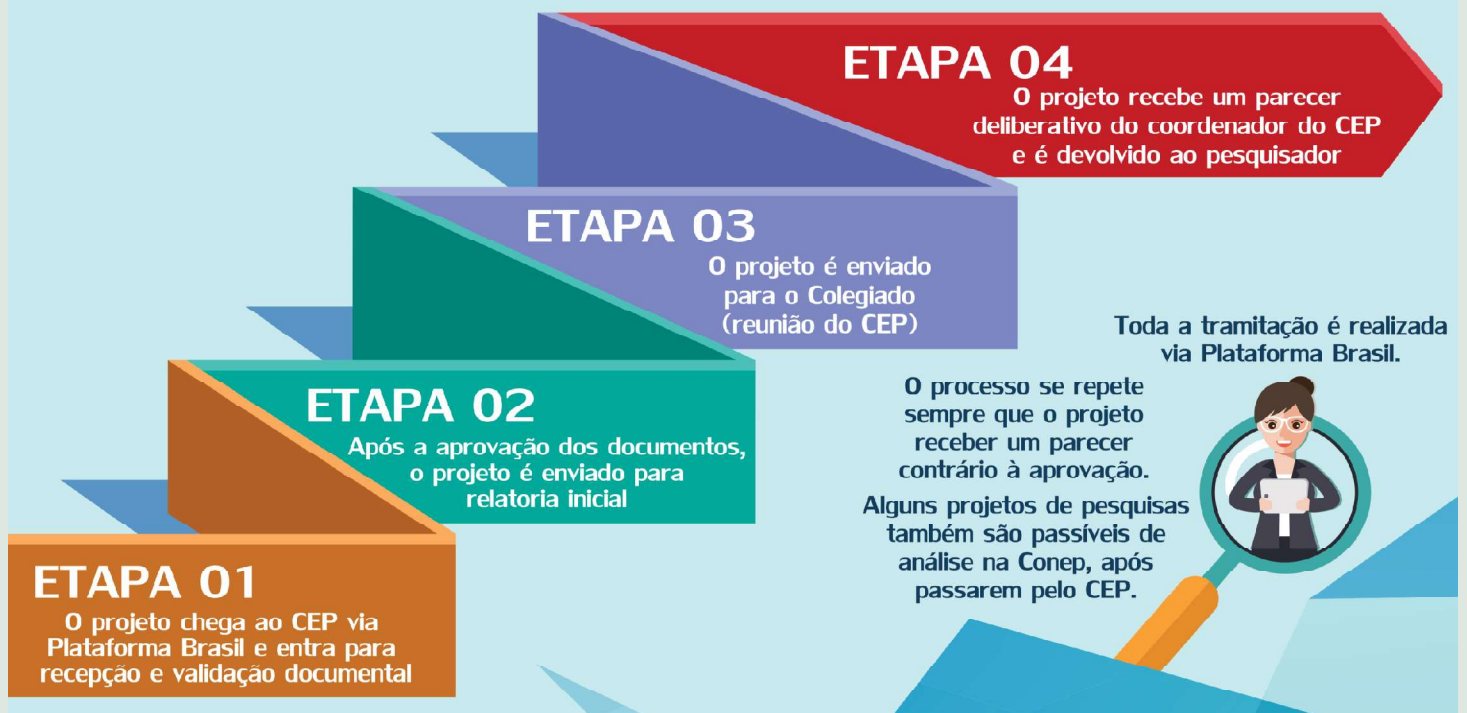 ETAPA 04
O projeto recebe um parecer
deliberativo do coordenador do CEP
e é devolvido ao pesquisador
ETAPA 03
O projeto é enviado
para o Colegiado
(reunião do CEP)
ETAPA 02
Após a aprovação dos documentos,
o projeto é enviado para
relatoria inicial
ETAPA 01
O projeto chega ao CEP via
Plataforma Brasil e entra para
recepção e validação documental
Toda a tramitação é realizada
via Plataforma Brasil.
O processo se repete
sempre que o projeto
receber um parecer
contrário à aprovação.
Alguns projetos de pesquisas
também são passíveis de
análise na Conep, após
passarem pelo CEP.